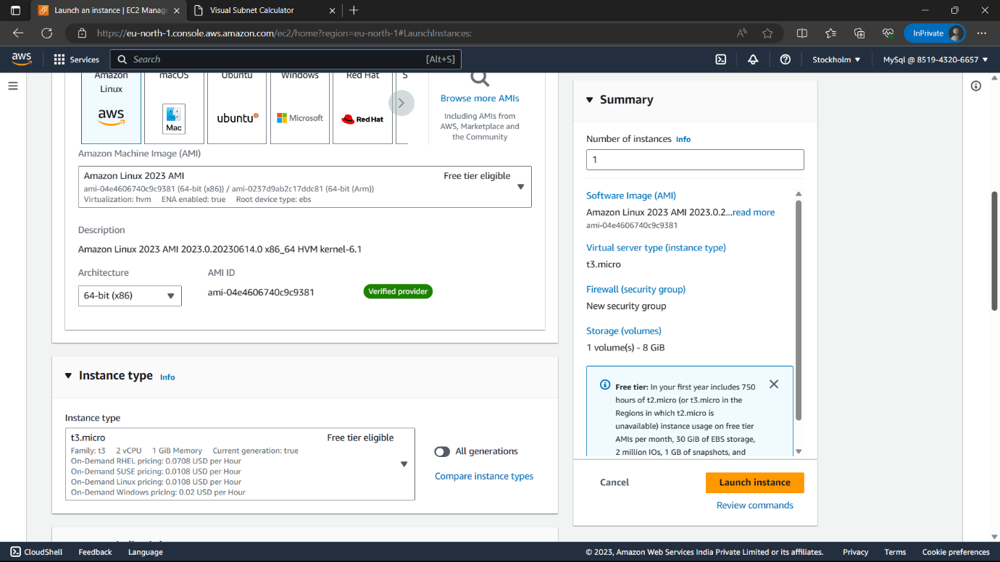 Launch an instance | EC2 Manag
Visual Subnet Calculator
https://eu-north-1.console.aws.amazon.com/ec2/home?region=eu-north-1#LaunchInstances:
InPrivate
aws
Services
Search
[Alt+S]
Stockholm
MySql @ 8519-4320-6657
Amazon Linux
aws
macOS
Mac
Ubuntu
ubuntu
Windows
Microsoft
Red Hat
Red Hat
S
Browse more AMIs
Including AMIs from
AWS, Marketplace and
the Community
Amazon Machine Image (AMI)
Amazon Linux 2023 AMI
Free tier eligible
ami-04e4606740c9c9381 (64-bit (x86)) / ami-0237d9ab2c17ddc81 (64-bit (Arm))
Virtualization: hvm ENA enabled: true Root device type: ebs
Description
Amazon Linux 2023 AMI 2023.0.20230614.0 x86_64 HVM kernel-6.1
Architecture
AMI ID
64-bit (x86)
ami-04e4606740c9c9381
Verified provider
Instance type Info
Instance type
t3.micro
Free tier eligible
Family: t3 2 vCPU 1 GiB Memory Current generation: true
On-Demand RHEL pricing: 0.0708 USD per Hour
On-Demand SUSE pricing: 0.0108 USD per Hour
On-Demand Linux pricing: 0.0108 USD per Hour
On-Demand Windows pricing: 0.02 USD per Hour
All generations
Compare instance types
Summary
Number of instances Info
1
Software Image (AMI)
Amazon Linux 2023 AMI 2023.0.2...read more
ami-04e4606740c9c9381
Virtual server type (instance type)
t3.micro
Firewall (security group)
New security group
Storage (volumes)
1 volume(s) - 8 GiB
Free tier: In your first year includes 750
hours of t2.micro (or t3.micro in the
Regions in which t2.micro is
unavailable) instance usage on free tier
AMIs per month, 30 GiB of EBS storage,
2 million IOs, 1 GB of snapshots, and
Cancel
Launch instance
Review commands
CloudShell
Feedback
Language
© 2023, Amazon Web Services India Private Limited or its affiliates.
Privacy
Terms
Cookie preferences